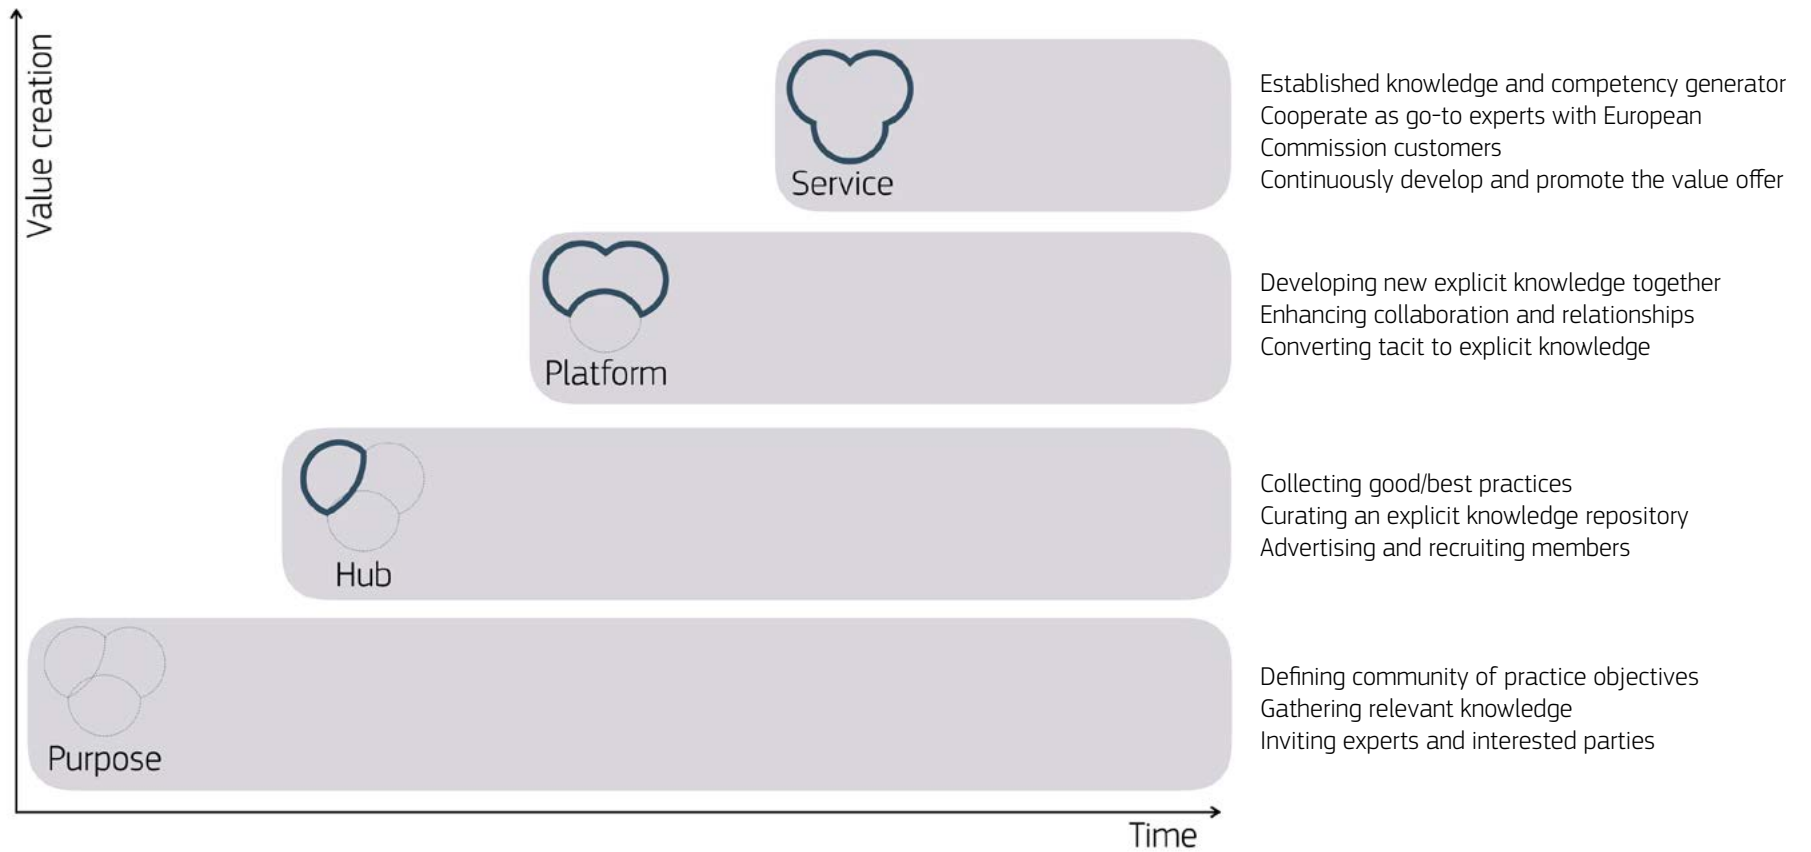 Value creation
Service
Established knowledge and competency generator
Cooperate as go-to experts with European
Commission customers
Continuously develop and promote the value offer
Platform
Developing new explicit knowledge together
Enhancing collaboration and relationships
Converting tacit to explicit knowledge
Hub
Collecting good/best practices
Curating an explicit knowledge repository
Advertising and recruiting members
Purpose
Defining community of practice objectives
Gathering relevant knowledge
Inviting experts and interested parties
Time